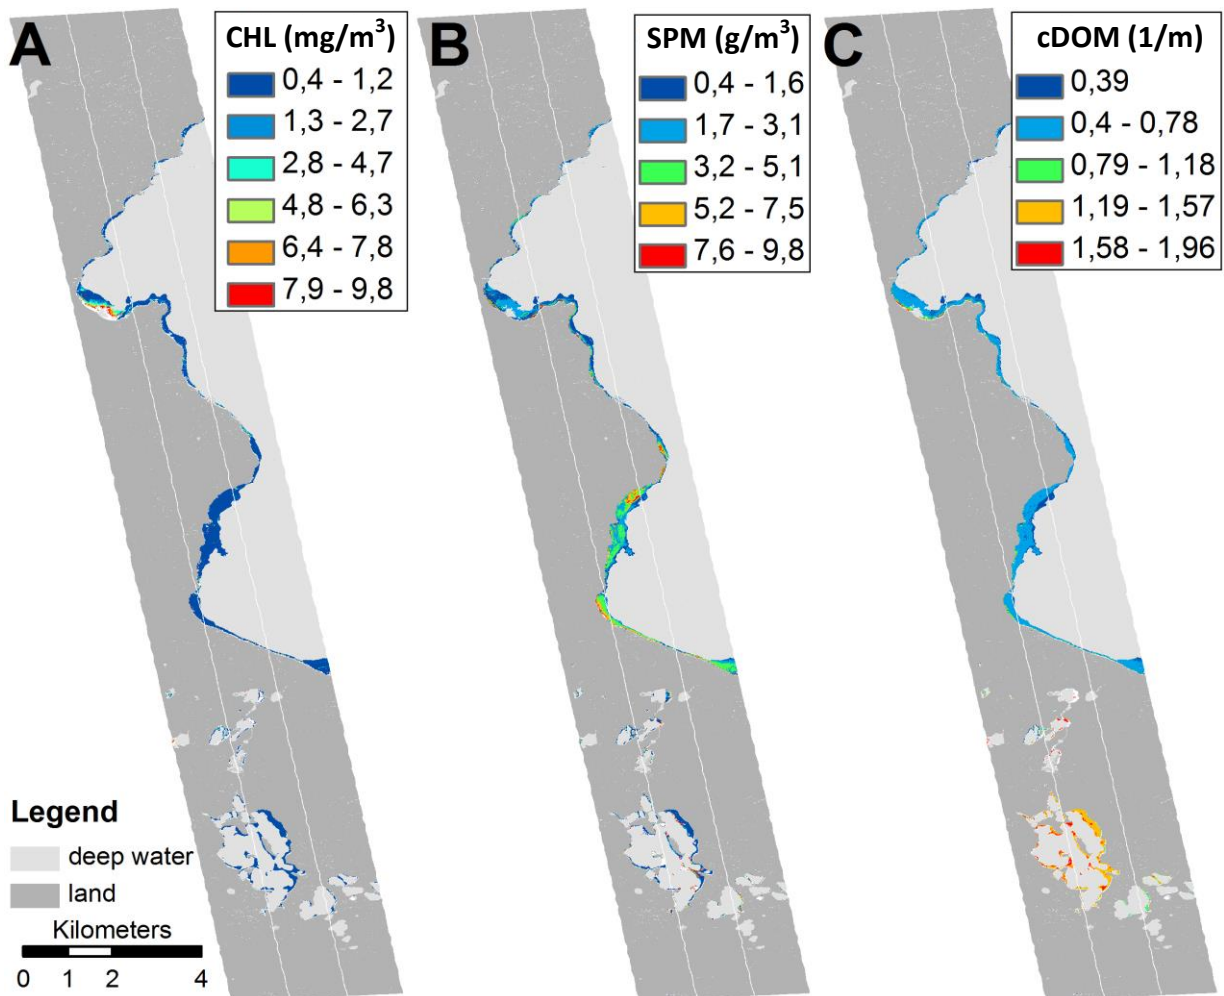 A
CHL (mg/m³)
0,4 - 1,2
1,3 - 2,7
2,8 - 4,7
4,8 - 6,3
6,4 - 7,8
7,9 - 9,8
B
SPM (g/m³)
0,4 - 1,6
1,7 - 3,1
3,2 - 5,1
5,2 - 7,5
7,6 - 9,8
C
cDOM (1/m)
0,39
0,4 - 0,78
0,79 - 1,18
1,19 - 1,57
1,58 - 1,96
Legend
deep water
land
Kilometers
0 1 2 4